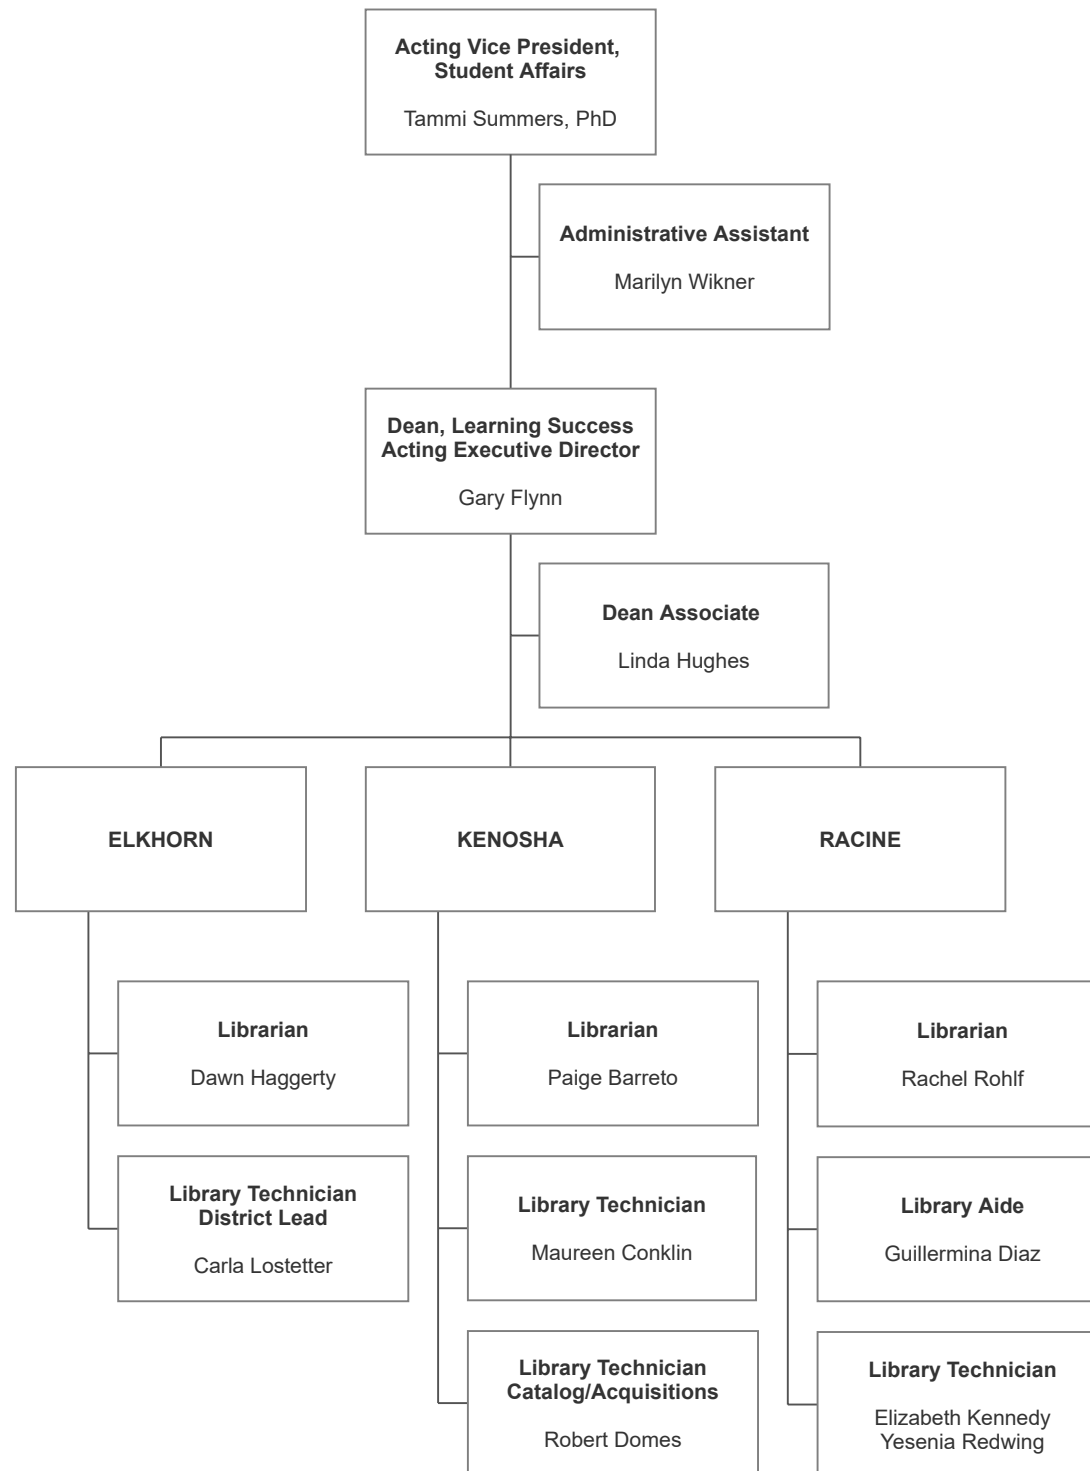 Acting Vice President,
Student Affairs
Tammi Summers, PhD
Administrative Assistant
Marilyn Wikner
Dean, Learning Success
Acting Executive Director
Gary Flynn
Dean Associate
Linda Hughes
ELKHORN
KENOSHA
RACINE
Librarian
Dawn Haggerty
Library Technician
District Lead
Carla Lostetter
Librarian
Paige Barreto
Library Technician
Maureen Conklin
Library Technician
Catalog/Acquisitions
Robert Domes
Librarian
Rachel Rohlf
Library Aide
Guillermina Diaz
Library Technician
Elizabeth Kennedy
Yesenia Redwing